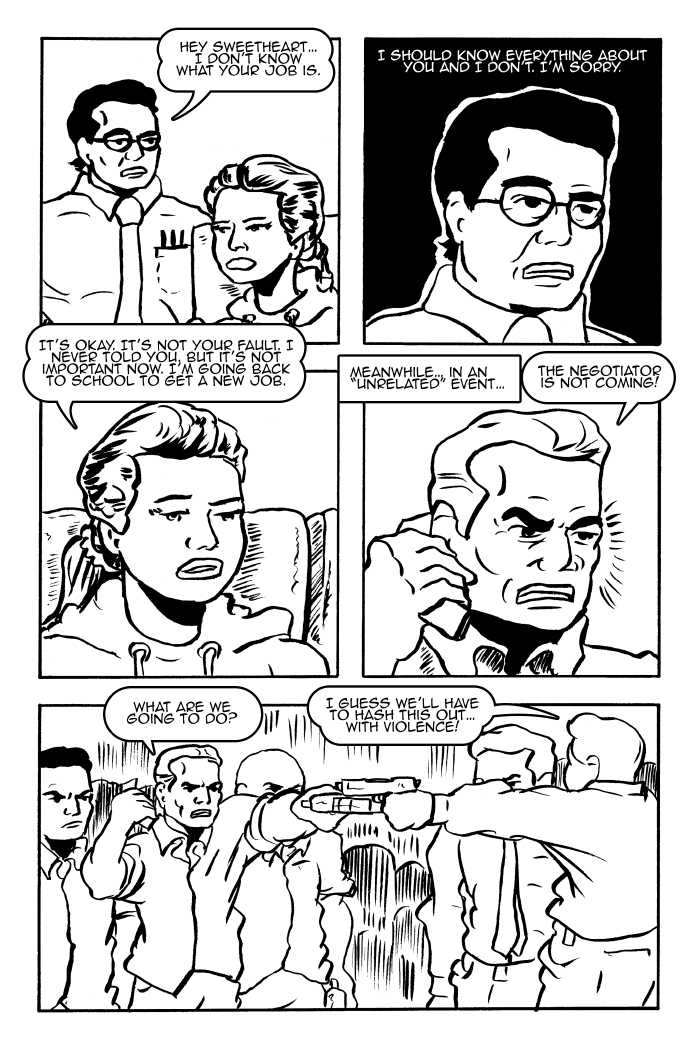 HEY SWEETHEART...
I DON'T KNOW
WHAT YOUR JOB IS.
I SHOULD KNOW EVERYTHING ABOUT
YOU AND I DON'T. I'M SORRY.
IT'S OKAY. IT'S NOT YOUR FAULT. I
NEVER TOLD YOU, BUT IT'S NOT
IMPORTANT NOW. I'M GOING BACK
TO SCHOOL TO GET A NEW JOB.
MEANWHILE... IN AN
"UNRELATED" EVENT...
THE NEGOTIATOR
IS NOT COMING!
WHAT ARE WE
GOING TO DO?
I GUESS WE'LL HAVE
TO HASH THIS OUT...
WITH VIOLENCE!